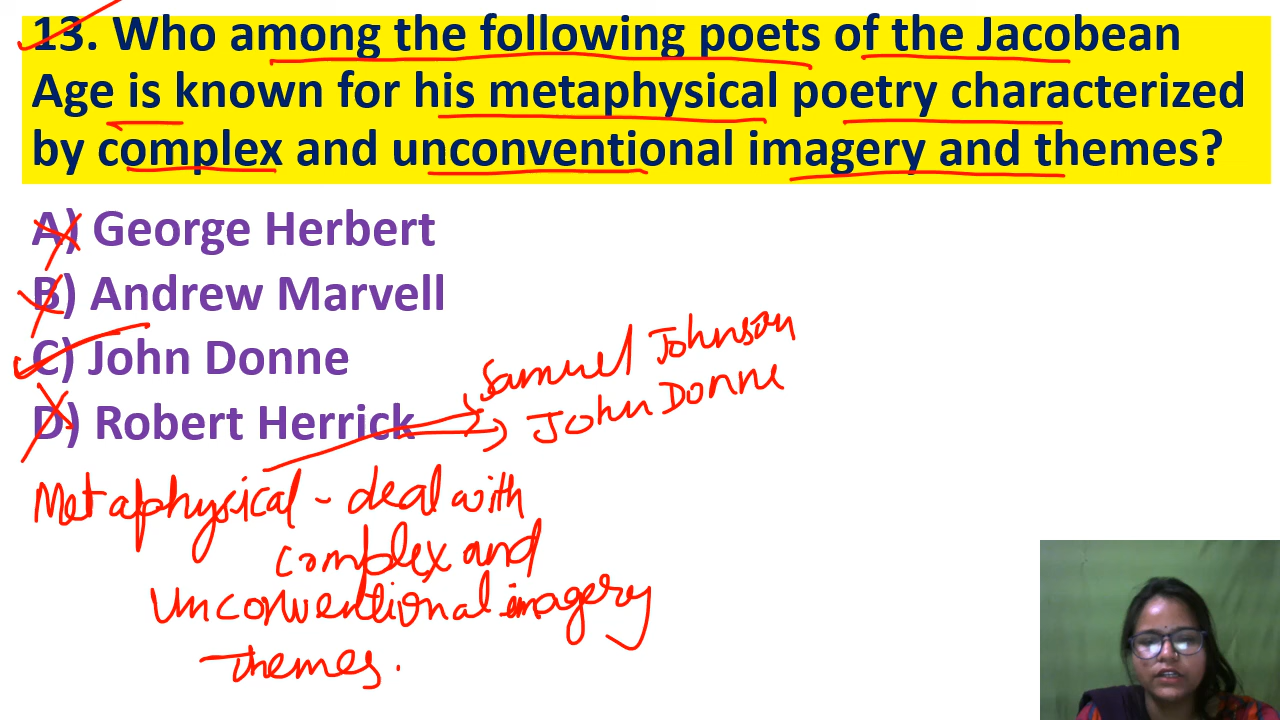 13. Who among the following poets of the Jacobean
Age is known for his metaphysical poetry characterized
by complex and unconventional imagery and themes?
A) George Herbert
B) Andrew Marvell
C) John Donne
D) Robert Herrick
Samuel Johnson
John Donne
Metaphysical - deal with
complex and
Unconventional imagery
Themes.